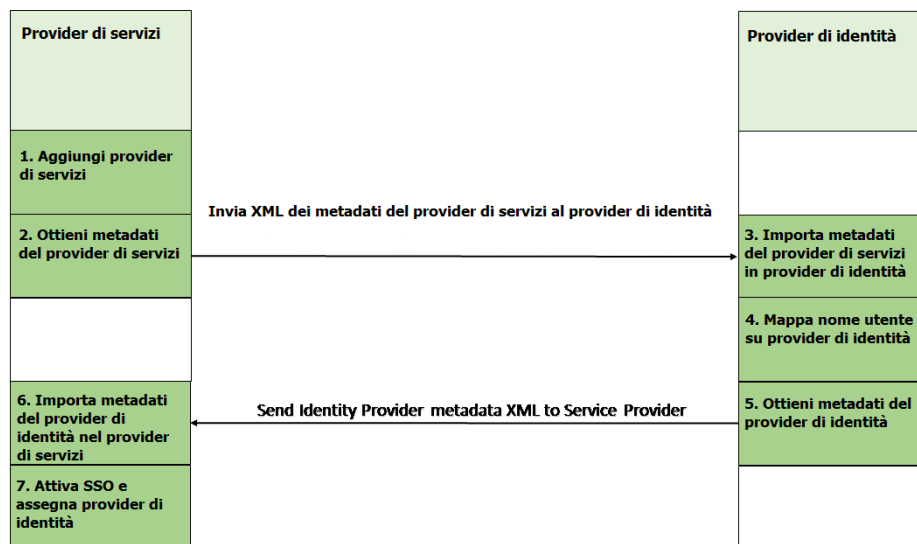 Provider di servizi
Provider di identità
1. Aggiungi provider
di servizi
Invia XML dei metadati del provider di servizi al provider di identità
2. Ottieni metadati
del provider di servizi
3. Importa metadati
del provider di servizi
in provider di identità
4. Mappa nome utente
su provider di identità
5. Ottieni metadati del
provider di identità
Send Identity Provider metadata XML to Service Provider
6. Importa metadati
del provider di
identità nel provider
di servizi
7. Attiva SSO e
assegna provider di
identità